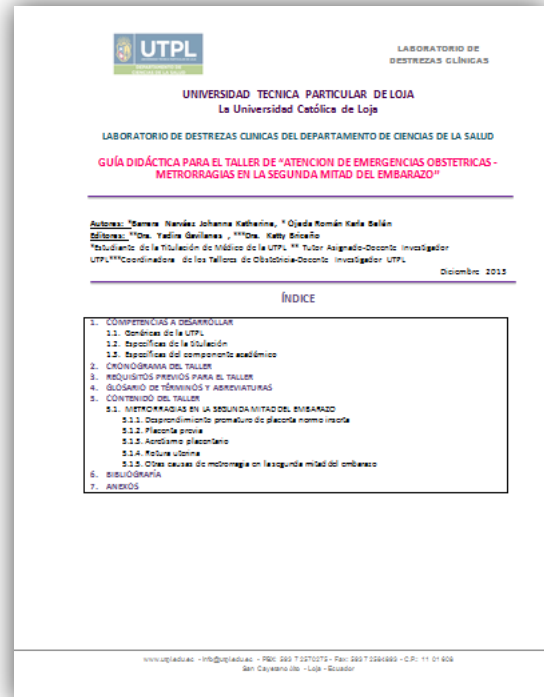 UTPL
LABORATORIO DE
DESTREZAS CLÍNICAS
UNIVERSIDAD TECNICA PARTICULAR DE LOJA
La Universidad Católica de Loja
LABORATORIO DE DESTREZAS CLINICAS DEL DEPARTAMENTO DE CIENCIAS DE LA SALUD
GUÍA DIDÁCTICA PARA EL TALLER DE “ATENCION DE EMERGENCIAS OBSTETRICAS -
METRORRAGIAS EN LA SEGUNDA MITAD DEL EMBARAZO”
Autores: *Barrera Narváez Johanna Katherine, * Ojeda Román Karla Belén
Editores: **Dra. Yadira Gavilanes , ***Dra. Katty Briceño
*Estudiante de la Titulación de Médico de la UTPL ** Tutor Asignado-Docente Investigador
UTPL***Coordinadora de los Talleres de Obstetricia-Docente Investigador UTPL
Diciembre 2013
ÍNDICE
1. COMPETENCIAS A DESARROLLAR
1.1. Genéricas de la UTPL
1.2. Específicas de la titulación
1.3. Específicas del componente académico
2. CRONOGRAMA DEL TALLER
3. REQUISITOS PREVIOS PARA EL TALLER
4. GLOSARIO DE TÉRMINOS Y ABREVIATURAS
5. CONTENIDO DEL TALLER
5.1. METRORRAGIAS EN LA SEGUNDA MITAD DEL EMBARAZO
5.1.1. Desprendimiento prematuro de placenta normo inserta
5.1.2. Placenta previa
5.1.3. Acretismo placentario
5.1.4. Rotura uterina
5.1.5. Otras causas de metrorragia en la segunda mitad del embarazo
6. BIBLIOGRAFÍA
7. ANEXOS
San Cayetano Alto - Loja - Ecuador